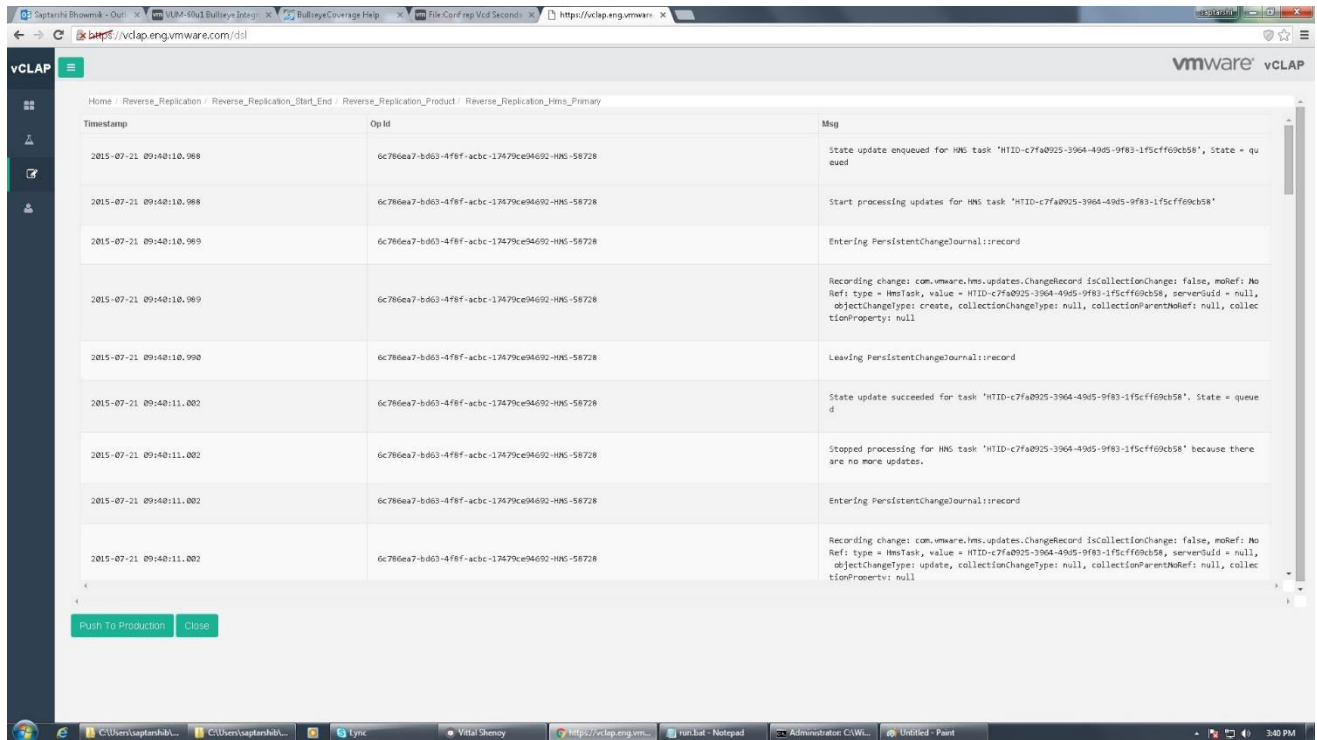 Saptarshi Bhowmik - Outl
VUM-60u1 Bullseye Integr
BullseyeCoverage Help
File:Conf rep Vcd Seconda
https://vclap.eng.vmware.
saptarshi
https://vclap.eng.vmware.com/dsl
vCLAP
vmware vCLAP
Home / Reverse_Replication / Reverse_Replication_Start_End / Reverse_Replication_Product / Reverse_Replication_Hms_Primary
Timestamp Op Id Msg
2015-07-21 09:40:10.988 6c786ea7-bd63-4f8f-acbc-17479ce94692-HMS-58728 State update enqueued for HMS task 'HTID-c7fa0925-3964-49d5-9f83-1f5cff69cb58', State = qu
eued
2015-07-21 09:40:10.988 6c786ea7-bd63-4f8f-acbc-17479ce94692-HMS-58728 Start processing updates for HMS task 'HTID-c7fa0925-3964-49d5-9f83-1f5cff69cb58'
2015-07-21 09:40:10.989 6c786ea7-bd63-4f8f-acbc-17479ce94692-HMS-58728 Entering PersistentChangeJournal::record
2015-07-21 09:40:10.989 6c786ea7-bd63-4f8f-acbc-17479ce94692-HMS-58728 Recording change: com.vmware.hms.updates.ChangeRecord isCollectionChange: false, moRef: Mo
Ref: type = HmsTask, value = HTID-c7fa0925-3964-49d5-9f83-1f5cff69cb58, serverGuid = null,
objectChangeType: create, collectionChangeType: null, collectionParentMoRef: null, collec
tionProperty: null
2015-07-21 09:40:10.990 6c786ea7-bd63-4f8f-acbc-17479ce94692-HMS-58728 Leaving PersistentChangeJournal::record
2015-07-21 09:40:11.002 6c786ea7-bd63-4f8f-acbc-17479ce94692-HMS-58728 State update succeeded for task 'HTID-c7fa0925-3964-49d5-9f83-1f5cff69cb58'. State = queue
d
2015-07-21 09:40:11.002 6c786ea7-bd63-4f8f-acbc-17479ce94692-HMS-58728 Stopped processing for HMS task 'HTID-c7fa0925-3964-49d5-9f83-1f5cff69cb58' because there
are no more updates.
2015-07-21 09:40:11.002 6c786ea7-bd63-4f8f-acbc-17479ce94692-HMS-58728 Entering PersistentChangeJournal::record
2015-07-21 09:40:11.002 6c786ea7-bd63-4f8f-acbc-17479ce94692-HMS-58728 Recording change: com.vmware.hms.updates.ChangeRecord isCollectionChange: false, moRef: Mo
Ref: type = HmsTask, value = HTID-c7fa0925-3964-49d5-9f83-1f5cff69cb58, serverGuid = null,
objectChangeType: update, collectionChangeType: null, collectionParentMoRef: null, collec
tionProperty: null
Push To Production Close
C:\Users\saptarshib\... C:\Users\saptarshib\... Lync Vittal Shenoy https://vclap.eng.vm... run.bat - Notepad Administrator: C:\Wi... Untitled - Paint 3:40 PM